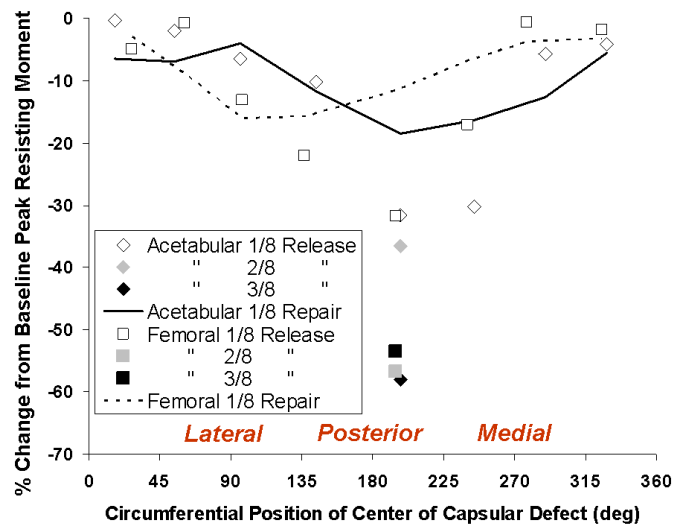 % Change from Baseline Peak Resisting Moment
0
-10
-20
-30
-40
-50
-60
-70
Acetabular 1/8 Release
" 2/8 "
" 3/8 "
Acetabular 1/8 Repair
Femoral 1/8 Release
" 2/8 "
" 3/8 "
Femoral 1/8 Repair
Lateral Posterior Medial
0 45 90 135 180 225 270 315 360
Circumferential Position of Center of Capsular Defect (deg)